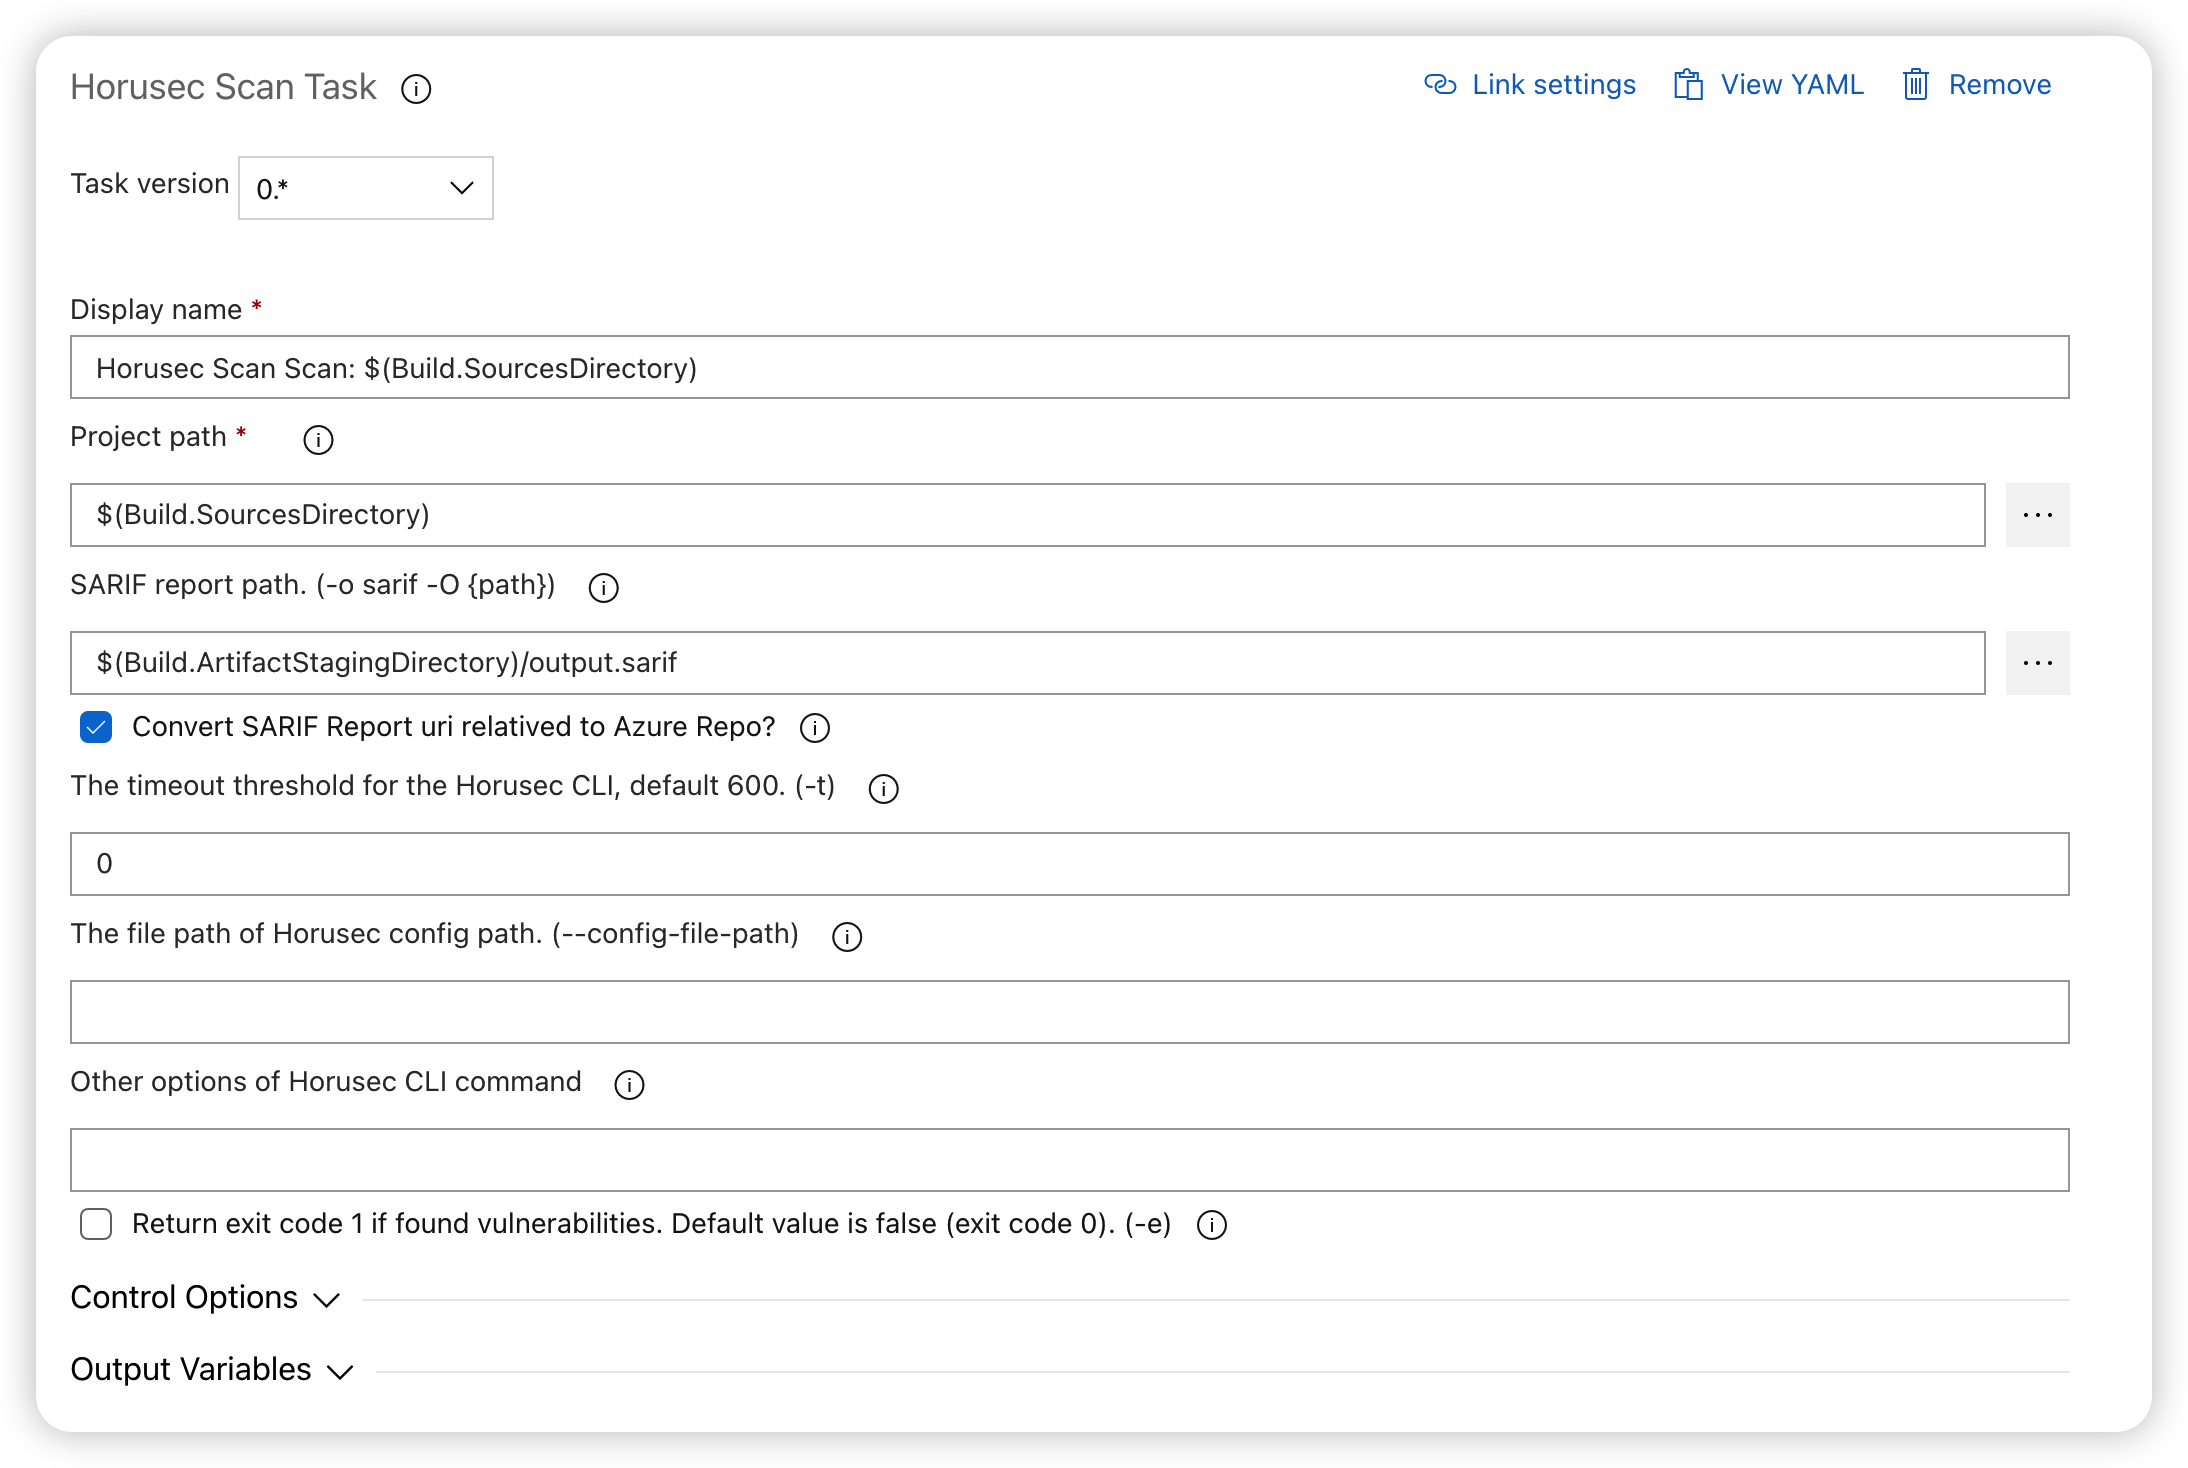 Horusec Scan Task
Link settings
View YAML
Remove
Task version
0.*
Display name *
Horusec Scan Scan: $(Build.SourcesDirectory)
Project path *
$(Build.SourcesDirectory)
...
SARIF report path. (-o sarif -O {path})
$(Build.ArtifactStagingDirectory)/output.sarif
...
Convert SARIF Report uri relatived to Azure Repo?
The timeout threshold for the Horusec CLI, default 600. (-t)
0
The file path of Horusec config path. (--config-file-path)
Other options of Horusec CLI command
Return exit code 1 if found vulnerabilities. Default value is false (exit code 0). (-e)
Control Options
Output Variables